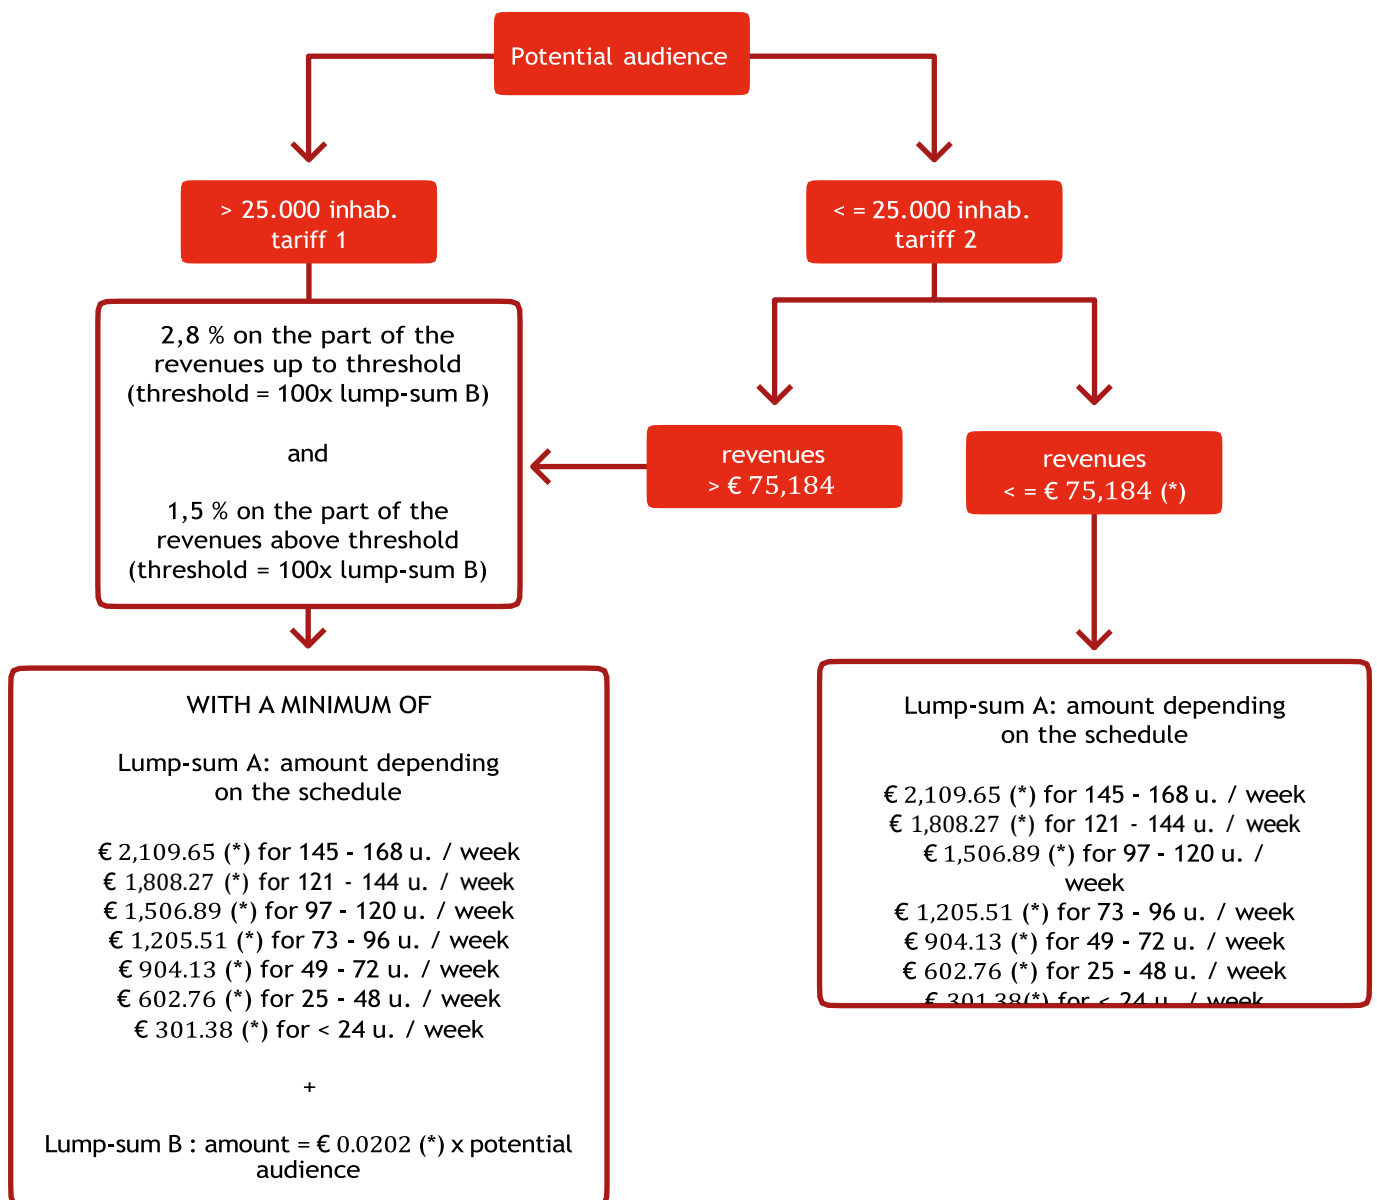 Potential audience
> 25.000 inhab.
tariff 1
< = 25.000 inhab.
tariff 2
2,8 % on the part of the
revenues up to threshold
(threshold = 100x lump-sum B)
and
1,5 % on the part of the
revenues above threshold
(threshold = 100x lump-sum B)
revenues
> € 75,184
revenues
< = € 75,184 (*)
WITH A MINIMUM OF
Lump-sum A: amount depending
on the schedule
€ 2,109.65 (*) for 145 - 168 u. / week
€ 1,808.27 (*) for 121 - 144 u. / week
€ 1,506.89 (*) for 97 - 120 u. / week
€ 1,205.51 (*) for 73 - 96 u. / week
€ 904.13 (*) for 49 - 72 u. / week
€ 602.76 (*) for 25 - 48 u. / week
€ 301.38 (*) for < 24 u. / week
+
Lump-sum B : amount = € 0.0202 (*) x potential
audience
Lump-sum A: amount depending
on the schedule
€ 2,109.65 (*) for 145 - 168 u. / week
€ 1,808.27 (*) for 121 - 144 u. / week
€ 1,506.89 (*) for 97 - 120 u. /
week
€ 1,205.51 (*) for 73 - 96 u. / week
€ 904.13 (*) for 49 - 72 u. / week
€ 602.76 (*) for 25 - 48 u. / week
€ 301.38(*) for < 24 u. / week